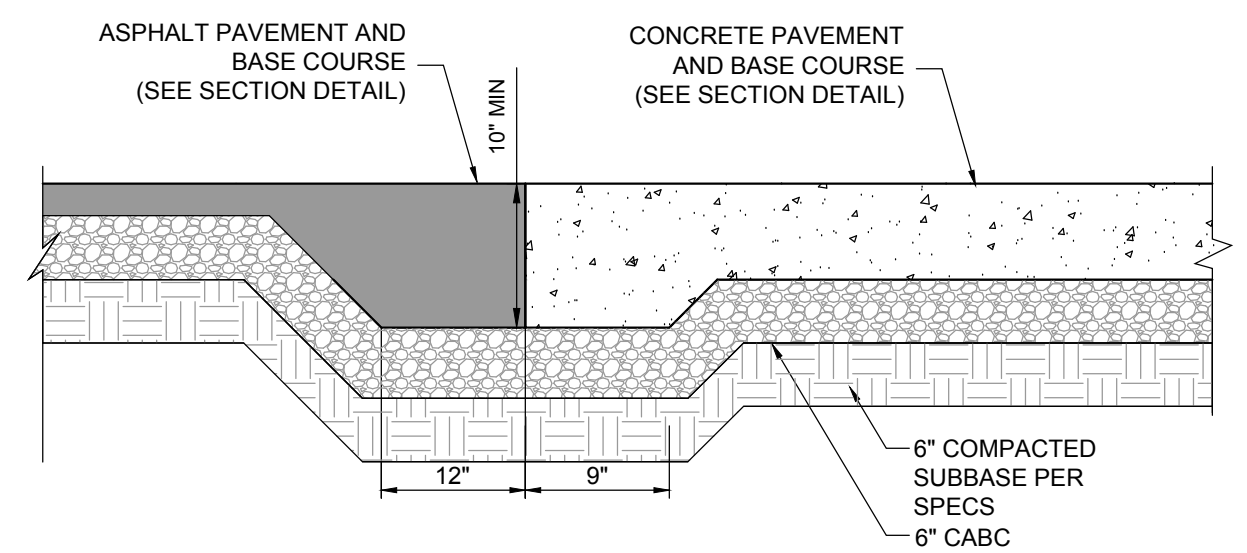 ASPHALT PAVEMENT AND
BASE COURSE
(SEE SECTION DETAIL)
CONCRETE PAVEMENT
AND BASE COURSE
(SEE SECTION DETAIL)
10" MIN
12"
9"
6" COMPACTED
SUBBASE PER
SPECS
6" CABC